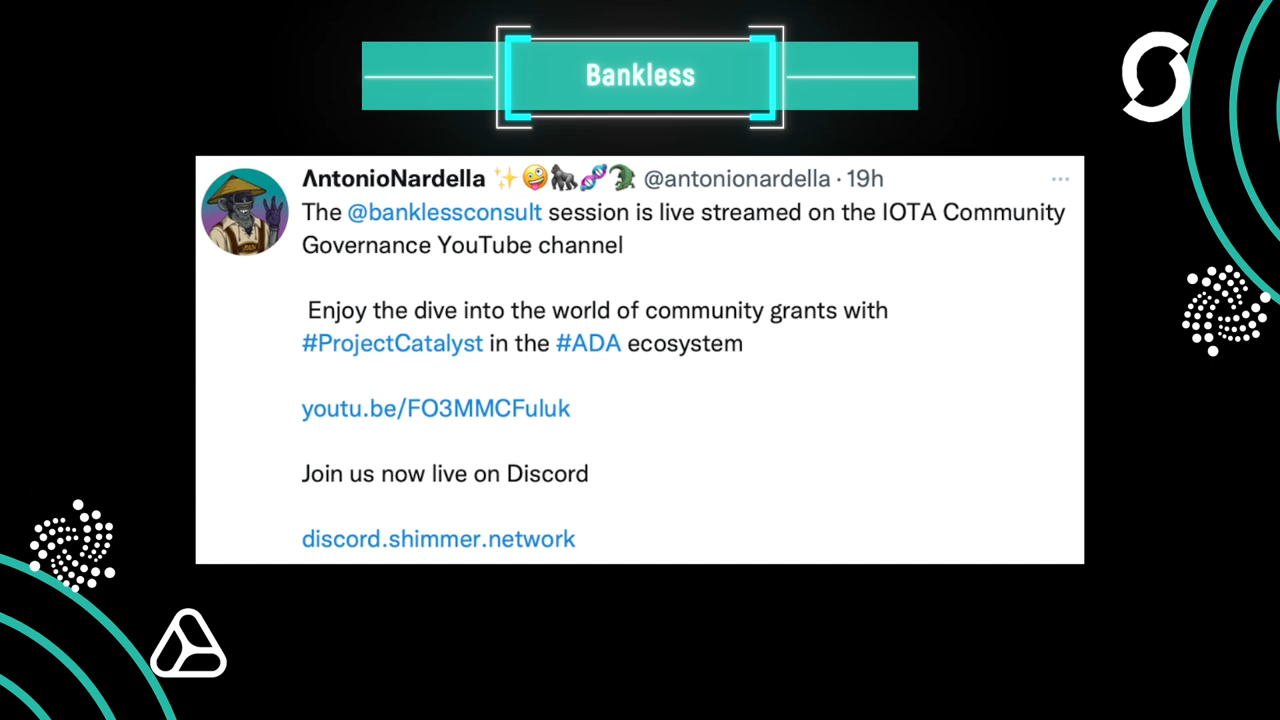 Bankless
ΛntonioNardella ✨🤪🦍🧬🐊 @antonionardella · 19h
The @banklessconsult session is live streamed on the IOTA Community
Governance YouTube channel
Enjoy the dive into the world of community grants with
#ProjectCatalyst in the #ADA ecosystem
youtu.be/FO3MMCFuluk
Join us now live on Discord
discord.shimmer.network